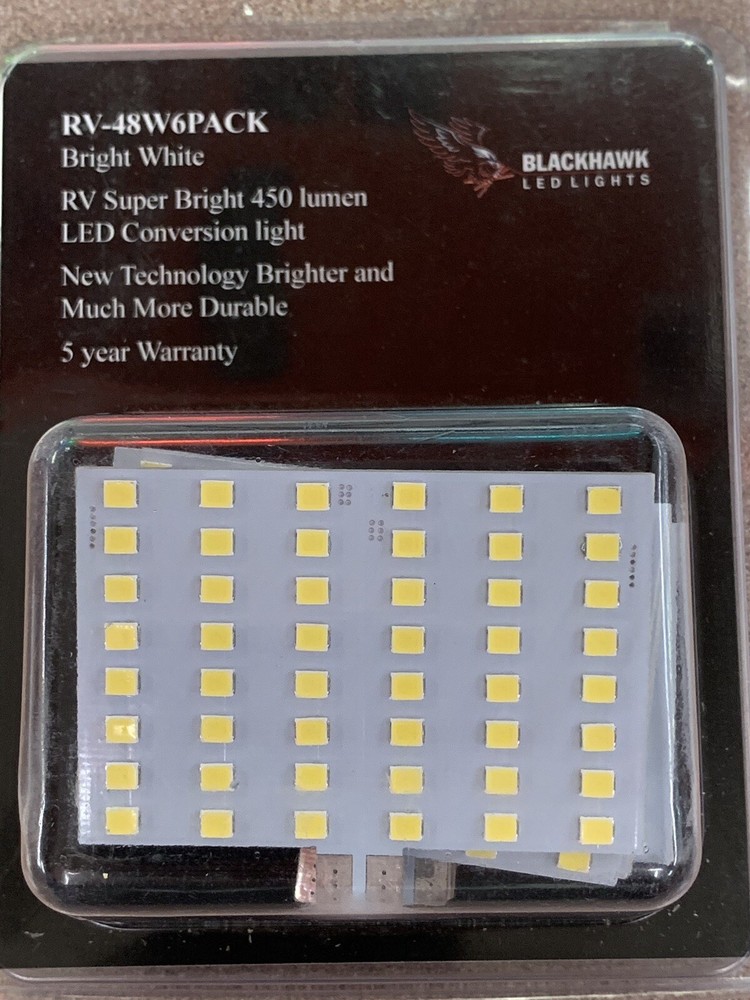 RV-48W6PACK
Bright White
RV Super Bright 450 lumen
LED Conversion light
New Technology Brighter and
Much More Durable
5 year Warranty
BLACKHAWK
LED LIGHTS